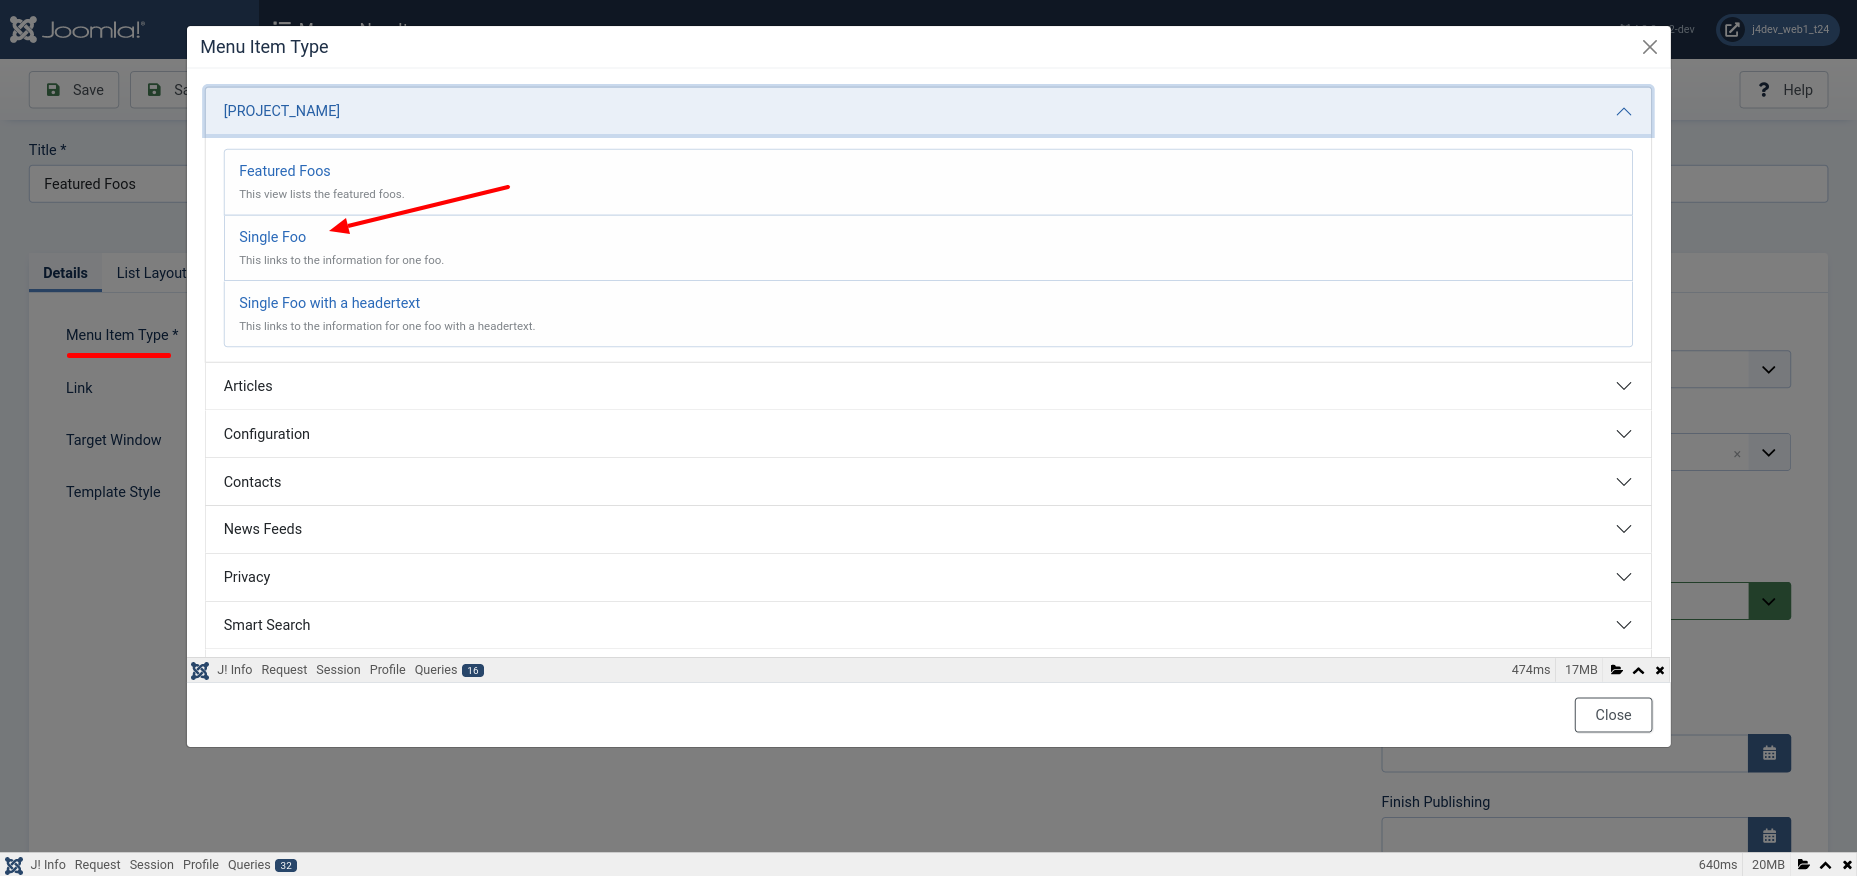 Joomla!
2-dev
j4dev_web1_t24
Menu Item Type
Save
Sa
Help
[PROJECT_NAME]
Title *
Featured Foos
Featured Foos
This view lists the featured foos.
Single Foo
This links to the information for one foo.
Single Foo with a headertext
This links to the information for one foo with a headertext.
Details
List Layout
Menu Item Type *
Link
Target Window
Template Style
Articles
Configuration
Contacts
News Feeds
Privacy
Smart Search
J! Info Request Session Profile Queries 16
474ms 17MB
Close
Finish Publishing
J! Info Request Session Profile Queries 32
640ms 20MB